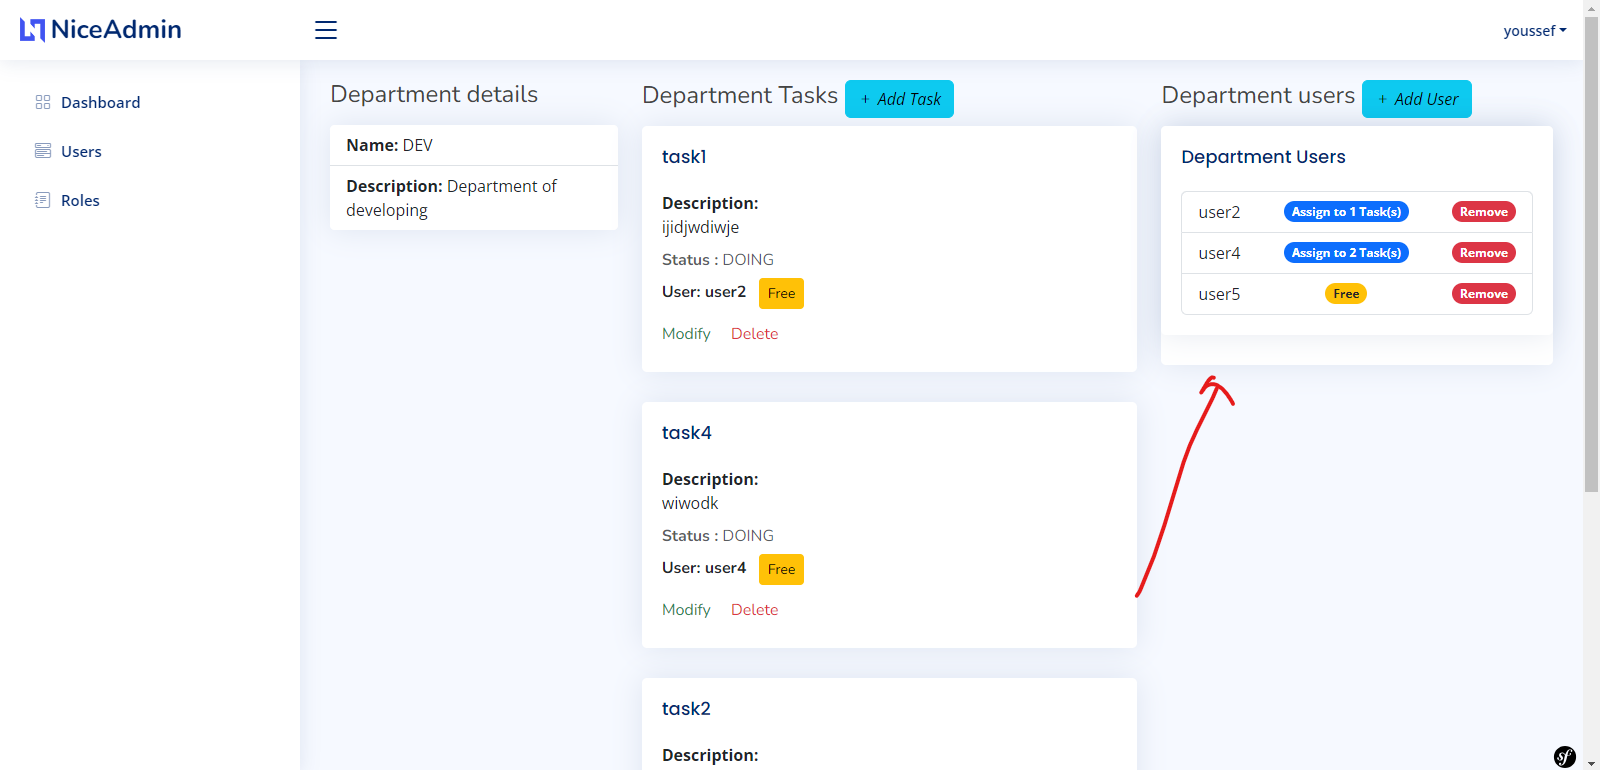 NiceAdmin
youssef
Dashboard
Users
Roles
Department details
Name: DEV
Description: Department of
developing
Department Tasks
+ Add Task
task1
Description:
ijidjwdiwje
Status : DOING
User: user2 Free
Modify Delete
task4
Description:
wiwodk
Status : DOING
User: user4 Free
Modify Delete
task2
Description:
Department users
+ Add User
Department Users
user2 Assign to 1 Task(s) Remove
user4 Assign to 2 Task(s) Remove
user5 Free Remove
sf